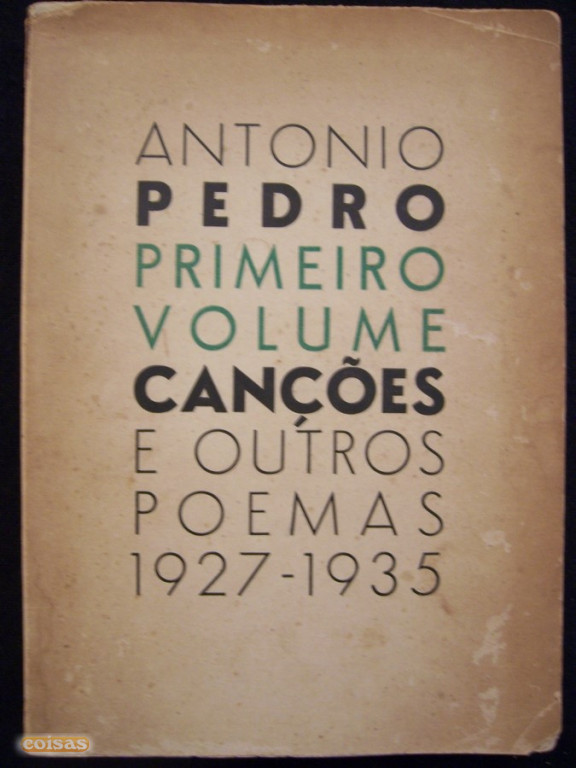 ANTONIO
PEDRO
PRIMEIRO
VOLUME
CANÇÕES
E OUTROS
POEMAS
1927-1935
coisas